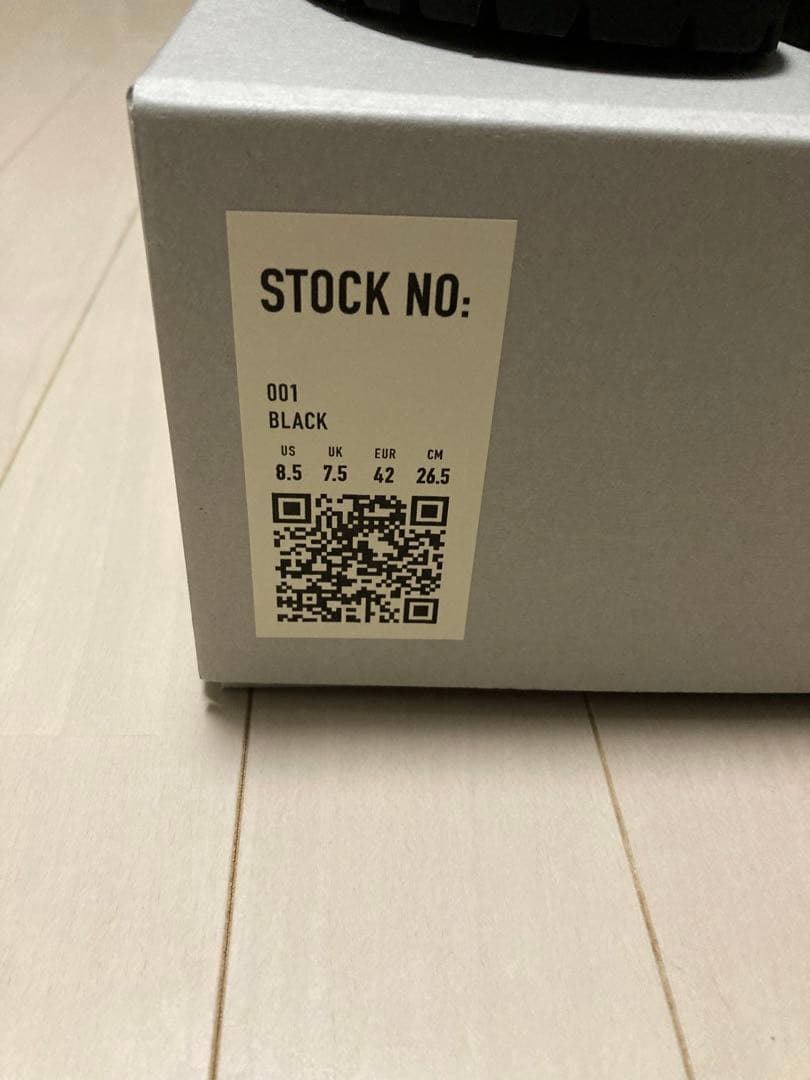 STOCK NO:
001
BLACK
US UK EUR CM
8.5 7.5 42 26.5